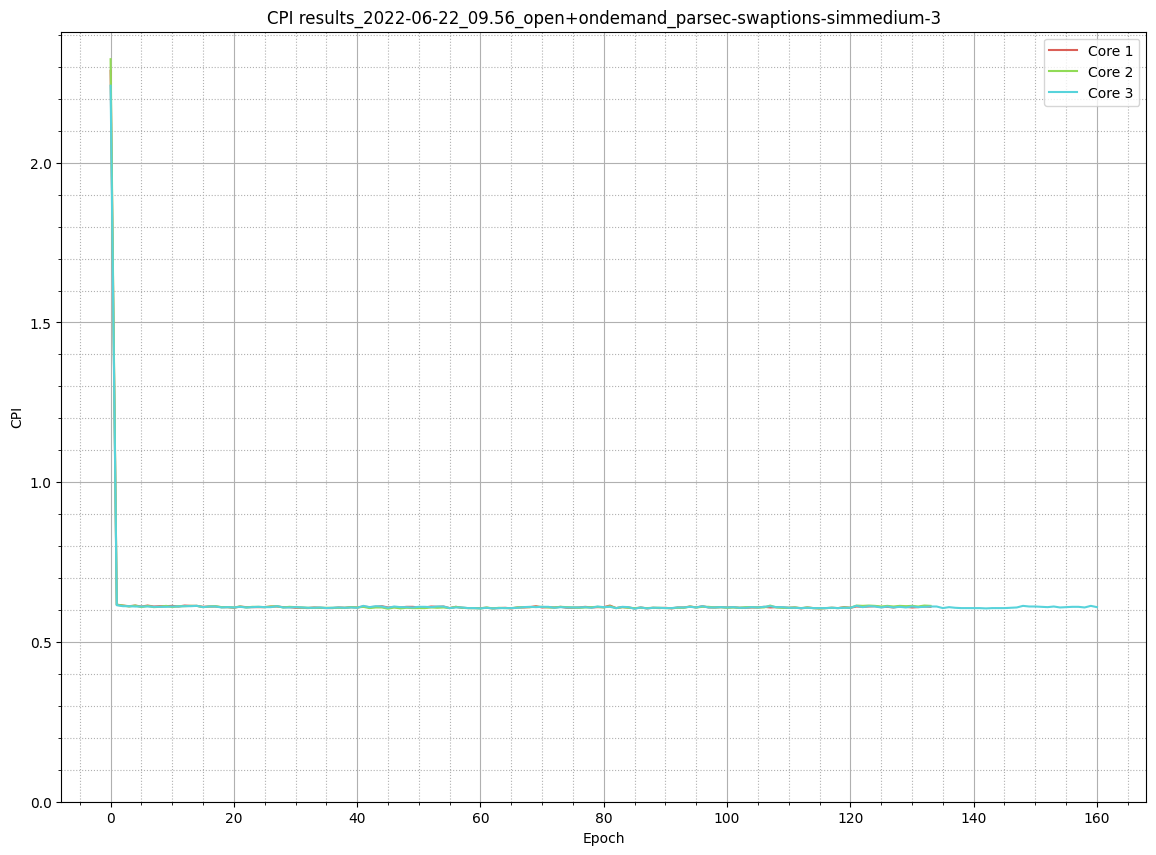 CPI results_2022-06-22_09.56_open+ondemand_parsec-swaptions-simmedium-3
Core 1
Core 2
Core 3
2.0
1.5
1.0
0.5
0.0
CPI
0 20 40 60 80 100 120 140 160
Epoch